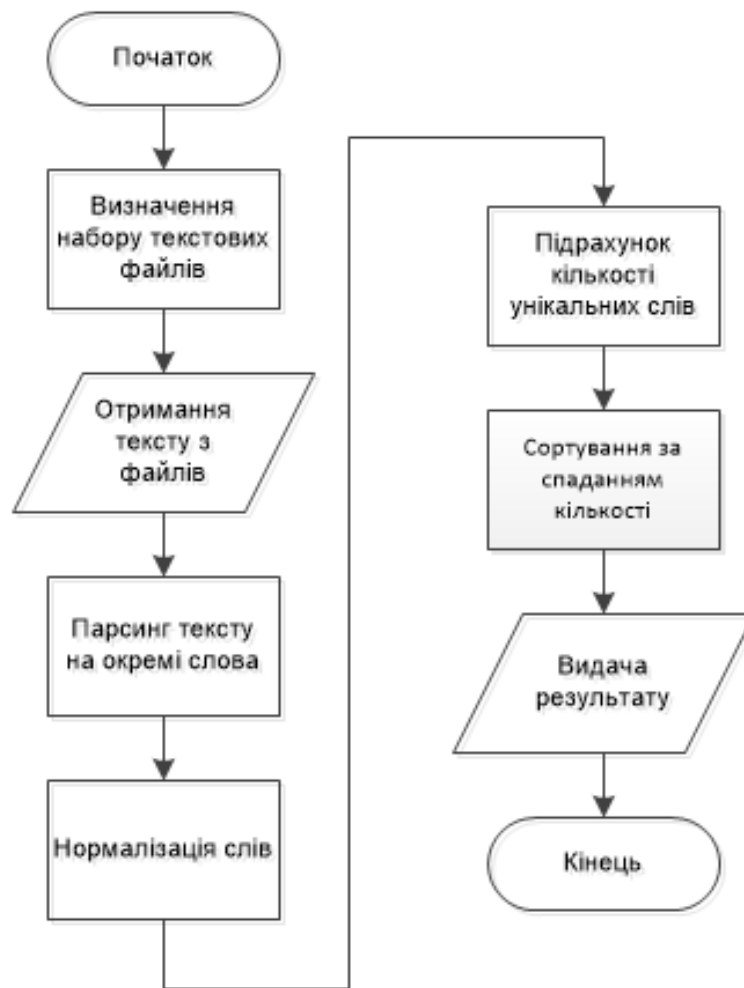 Початок
Визначення
набору текстових
файлів
Отримання
тексту з
файлів
Парсинг тексту
на окремі слова
Нормалізація слів
Підрахунок
кількості
унікальних слів
Сортування за
спаданням
кількості
Видача
результату
Кінець